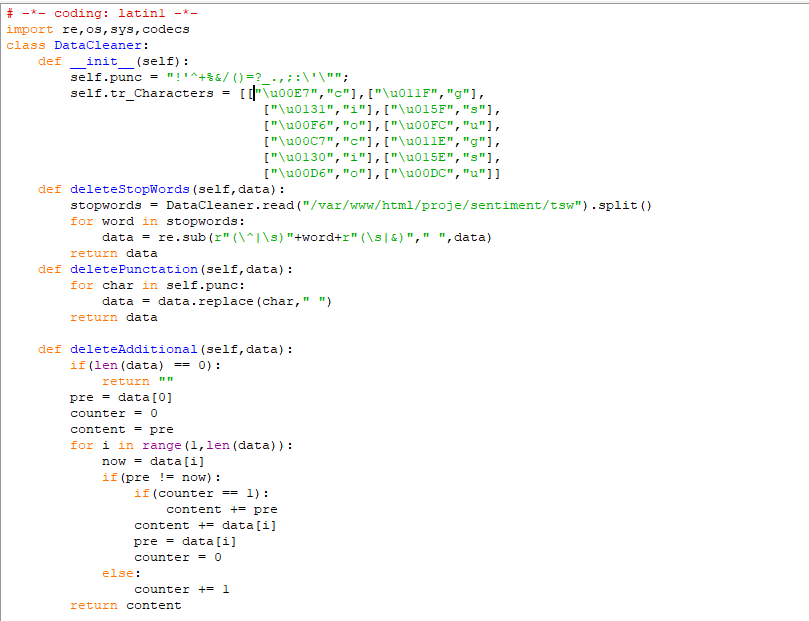 # -*- coding: latin1 -*-
import re,os,sys,codecs
class DataCleaner:
    def __init__(self):
        self.punc = "!'^+%&/()=?_.,;:\'\"";
        self.tr_Characters = [["\u00E7","c"],["\u011F","g"],
                                ["\u0131","i"],["\u015F","s"],
                                ["\u00F6","o"],["\u00FC","u"],
                                ["\u00C7","c"],["\u011E","g"],
                                ["\u0130","i"],["\u015E","s"],
                                ["\u00D6","o"],["\u00DC","u"]]
    def deleteStopWords(self,data):
        stopwords = DataCleaner.read("/var/www/html/proje/sentiment/tsw").split()
        for word in stopwords:
            data = re.sub(r"(\^|\s)"+word+r"(\s|&)"," ",data)
        return data
    def deletePunctation(self,data):
        for char in self.punc:
            data = data.replace(char," ")
        return data

    def deleteAdditional(self,data):
        if(len(data) == 0):
            return ""
        pre = data[0]
        counter = 0
        content = pre
        for i in range(1,len(data)):
            now = data[i]
            if(pre != now):
                if(counter == 1):
                    content += pre
                content += data[i]
                pre = data[i]
                counter = 0
            else:
                counter += 1
        return content